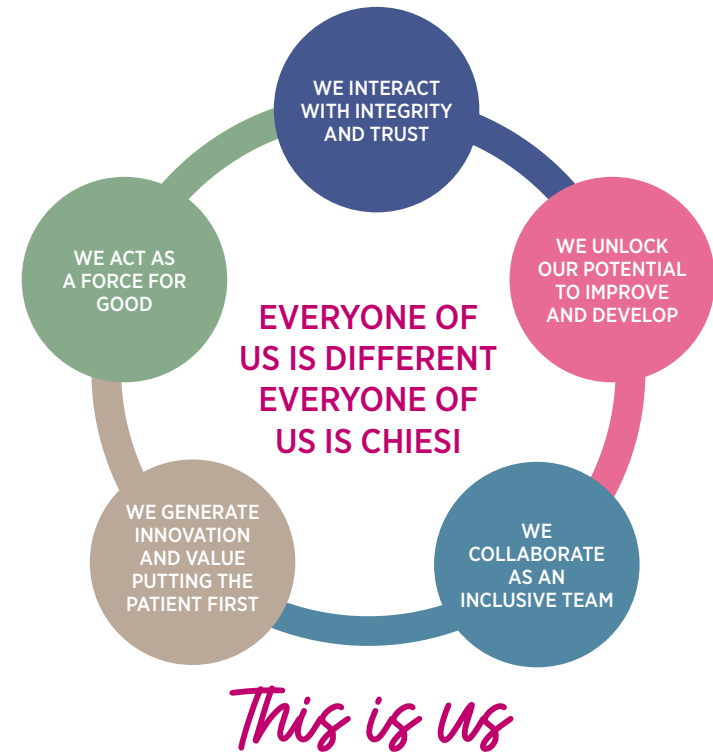 WE INTERACT
WITH INTEGRITY
AND TRUST
WE UNLOCK
OUR POTENTIAL
TO IMPROVE
AND DEVELOP
WE
COLLABORATE
AS AN
INCLUSIVE TEAM
WE GENERATE
INNOVATION
AND VALUE
PUTTING THE
PATIENT FIRST
WE ACT AS
A FORCE FOR
GOOD
EVERYONE OF
US IS DIFFERENT
EVERYONE OF
US IS CHIESI
This is us